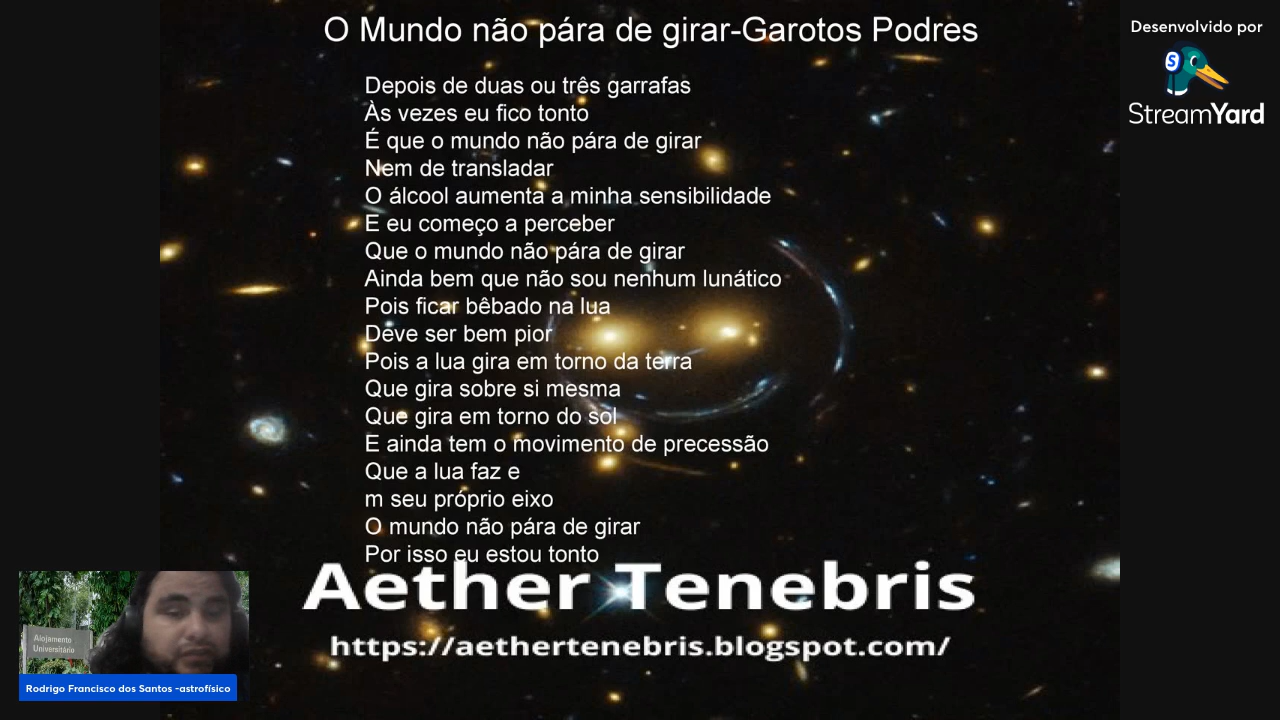 O Mundo não pára de girar-Garotos Podres
Depois de duas ou três garrafas
Às vezes eu fico tonto
É que o mundo não pára de girar
Nem de transladar
O álcool aumenta a minha sensibilidade
E eu começo a perceber
Que o mundo não pára de girar
Ainda bem que não sou nenhum lunático
Pois ficar bêbado na lua
Deve ser bem pior
Pois a lua gira em torno da terra
Que gira sobre si mesma
Que gira em torno do sol
E ainda tem o movimento de precessão
Que a lua faz e
m seu próprio eixo
O mundo não pára de girar
Por isso eu estou tonto
Aether Tenebris
https://aethertenebris.blogspot.com/
Desenvolvido por
S
StreamYard
Alojamento
Universitário
Rodrigo Francisco dos Santos -astrofísico